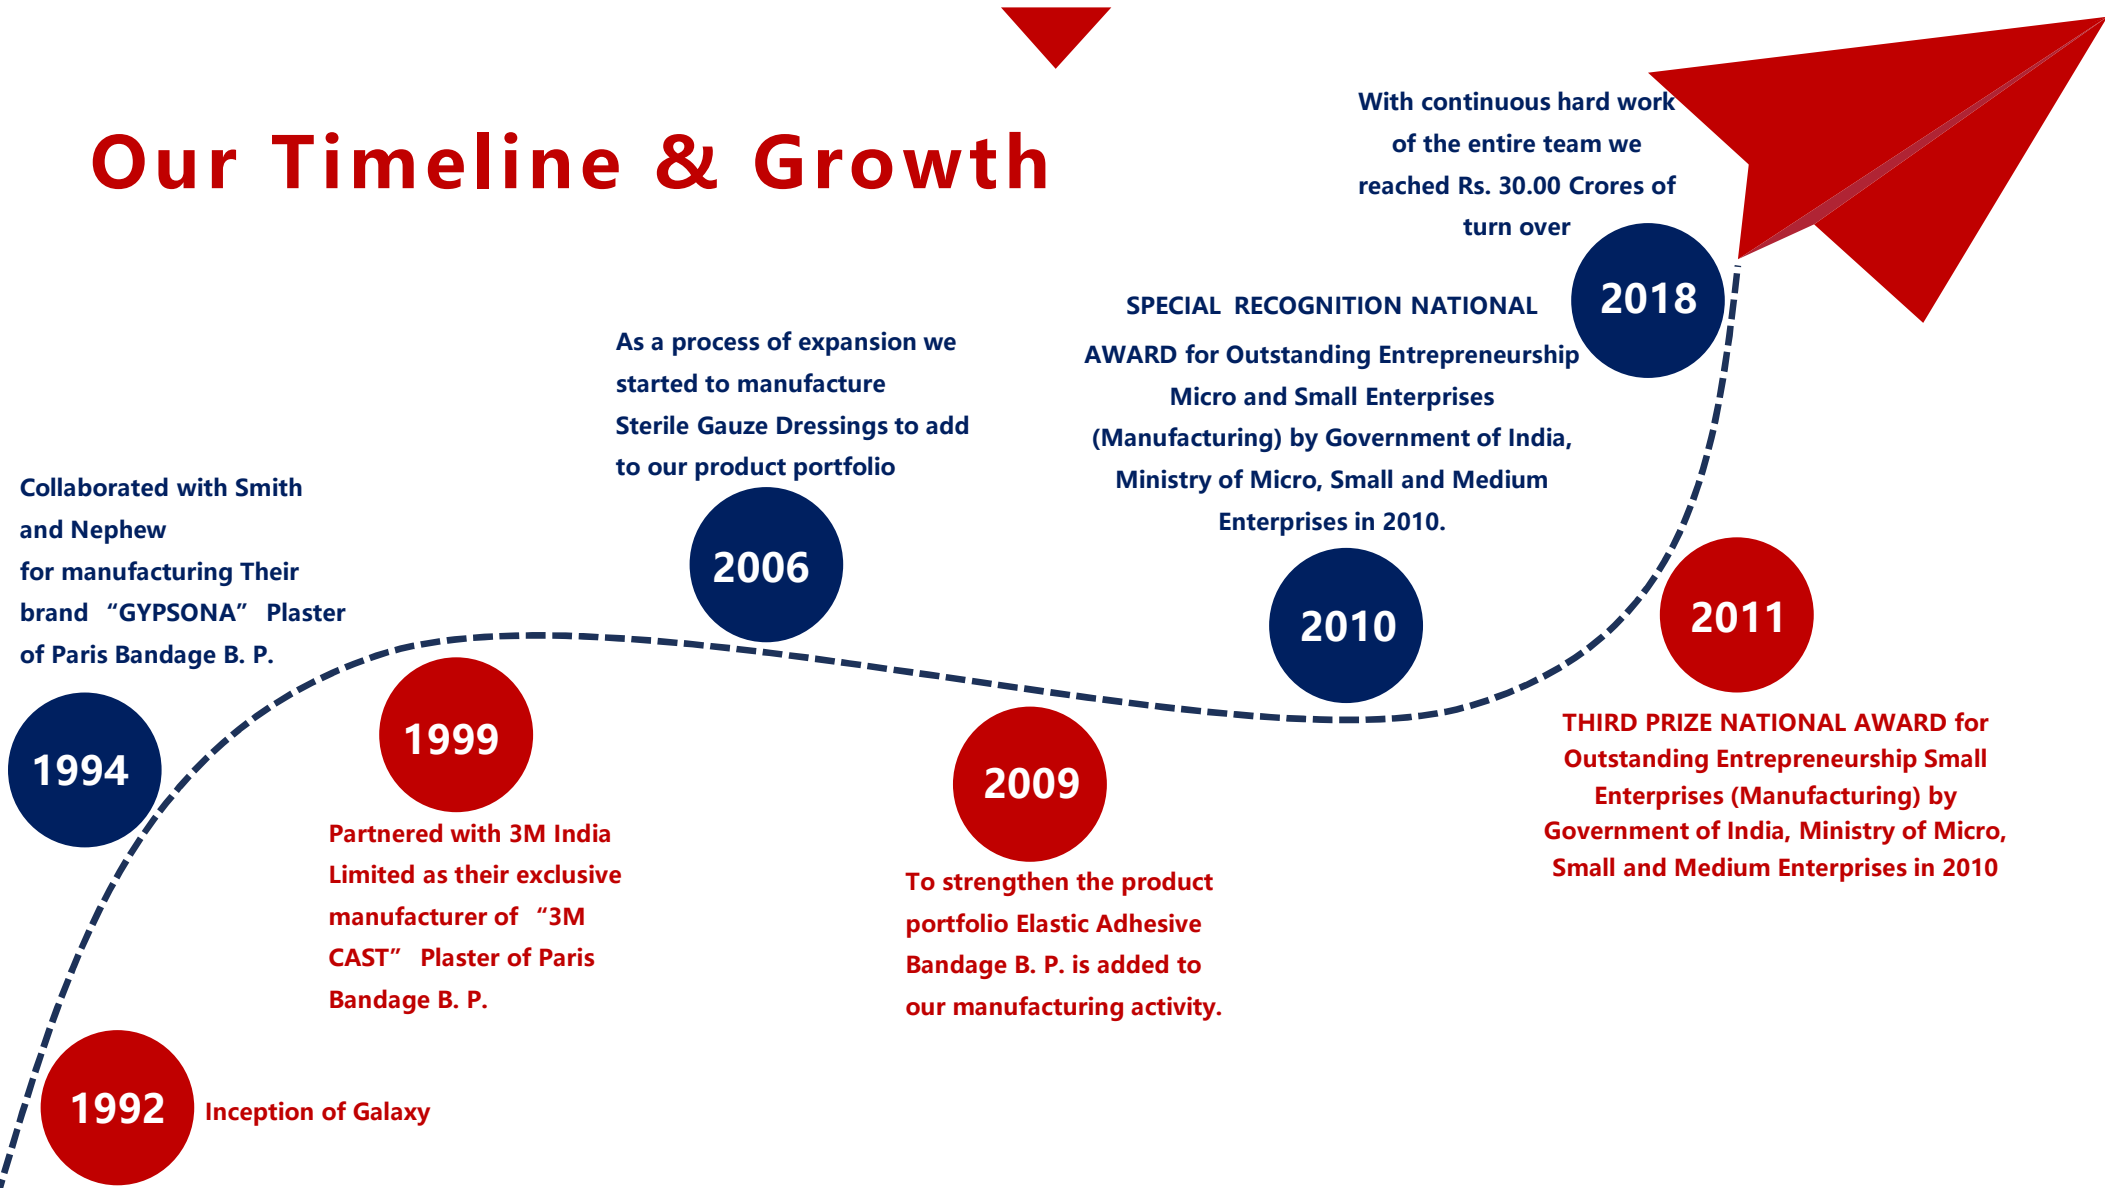 Our Timeline & Growth
With continuous hard work
of the entire team we
reached Rs. 30.00 Crores of
turn over
2018
SPECIAL RECOGNITION NATIONAL
AWARD for Outstanding Entrepreneurship
Micro and Small Enterprises
(Manufacturing) by Government of India,
Ministry of Micro, Small and Medium
Enterprises in 2010.
2010
As a process of expansion we
started to manufacture
Sterile Gauze Dressings to add
to our product portfolio
2006
Collaborated with Smith
and Nephew
for manufacturing Their
brand “GYPSONA” Plaster
of Paris Bandage B. P.
1994
1999
Partnered with 3M India
Limited as their exclusive
manufacturer of “3M
CAST” Plaster of Paris
Bandage B. P.
2009
To strengthen the product
portfolio Elastic Adhesive
Bandage B. P. is added to
our manufacturing activity.
2011
THIRD PRIZE NATIONAL AWARD for
Outstanding Entrepreneurship Small
Enterprises (Manufacturing) by
Government of India, Ministry of Micro,
Small and Medium Enterprises in 2010
1992
Inception of Galaxy